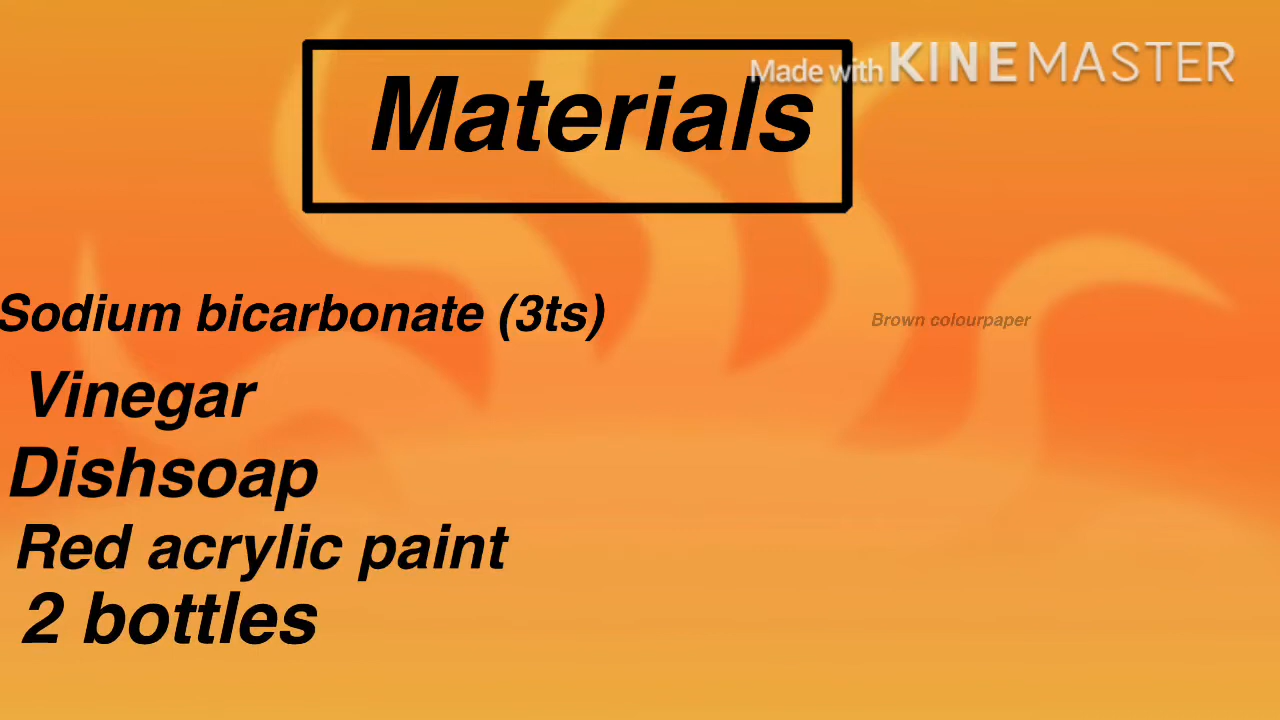 Made with KINEMASTER
Materials
Sodium bicarbonate (3ts)
Brown colourpaper
Vinegar
Dishsoap
Red acrylic paint
2 bottles